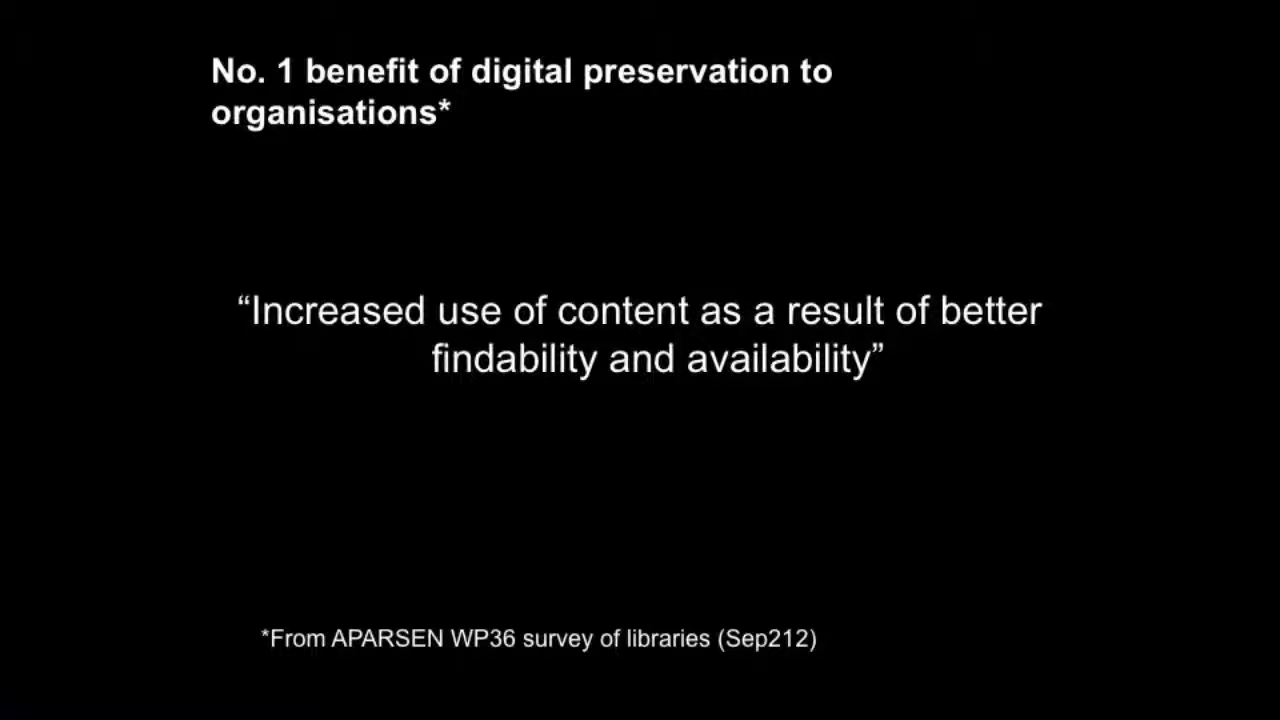 No. 1 benefit of digital preservation to
organisations*
“Increased use of content as a result of better
findability and availability”
*From APARSEN WP36 survey of libraries (Sep212)